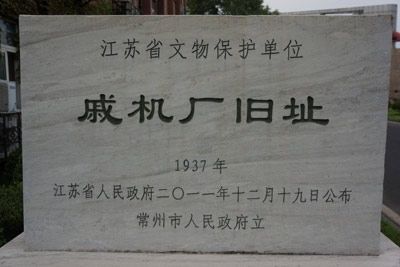 江苏省文物保护单位
戚机厂旧址
1937年
江苏省人民政府二〇一一年十二月十九日公布
常州市人民政府立